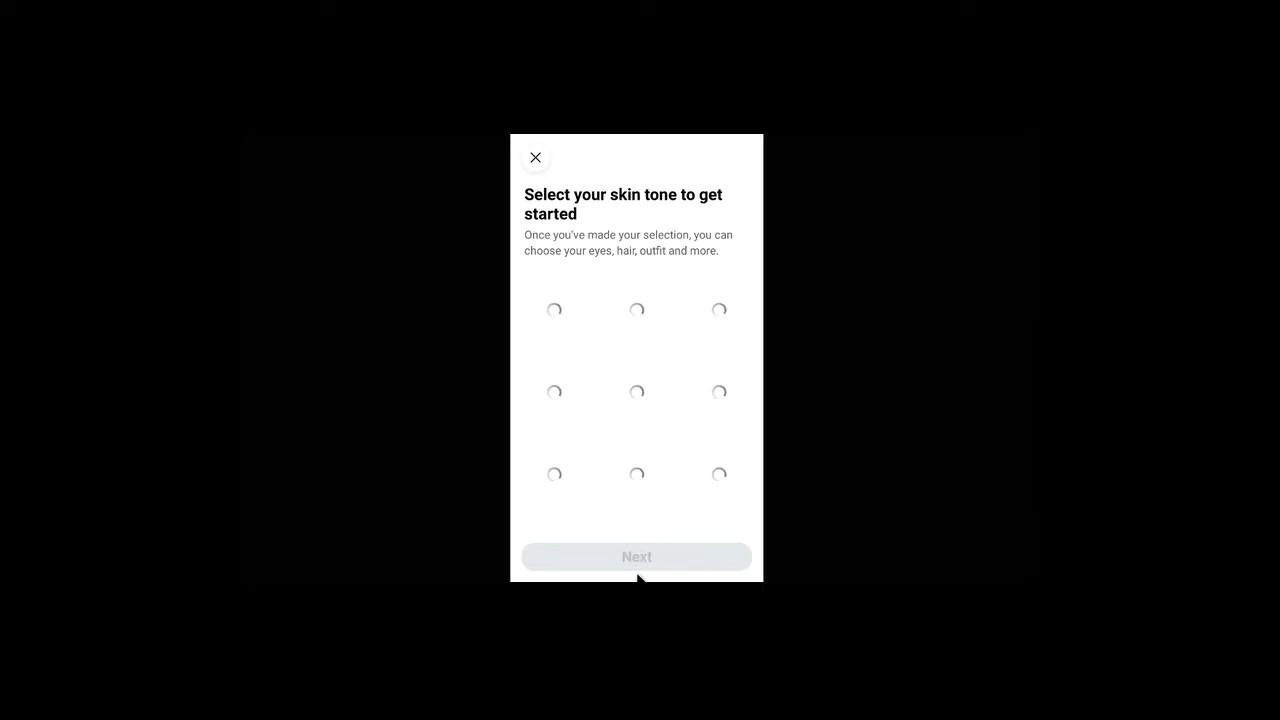 Select your skin tone to get
started
Once you've made your selection, you can
choose your eyes, hair, outfit and more.
Next